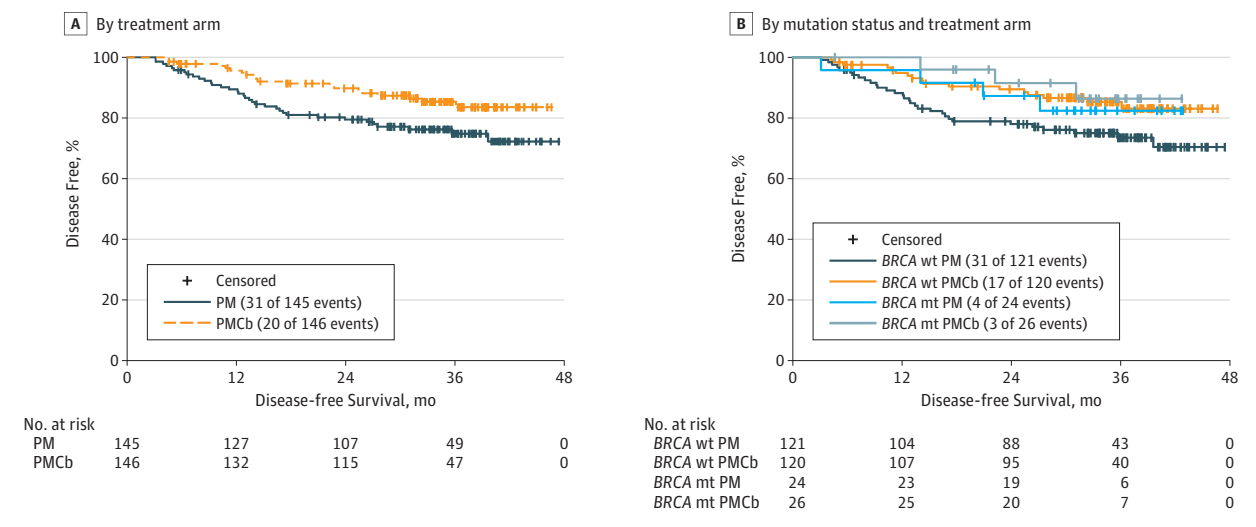 A By treatment arm
100
80
60
40
20
0
Disease Free, %
Censored
PM (31 of 145 events)
PMCb (20 of 146 events)
0 12 24 36 48
Disease-free Survival, mo
No. at risk
PM 145 127 107 49 0
PMCb 146 132 115 47 0
B By mutation status and treatment arm
100
80
60
40
20
0
Disease Free, %
Censored
BRCA wt PM (31 of 121 events)
BRCA wt PMCb (17 of 120 events)
BRCA mt PM (4 of 24 events)
BRCA mt PMCb (3 of 26 events)
0 12 24 36 48
Disease-free Survival, mo
No. at risk
BRCA wt PM 121 104 88 43 0
BRCA wt PMCb 120 107 95 40 0
BRCA mt PM 24 23 19 6 0
BRCA mt PMCb 26 25 20 7 0